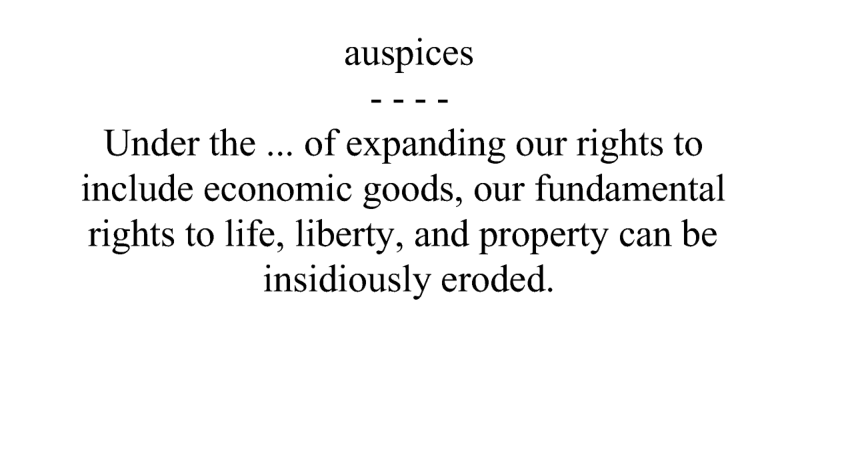 auspices
- - - -
Under the ... of expanding our rights to
include economic goods, our fundamental
rights to life, liberty, and property can be
insidiously eroded.